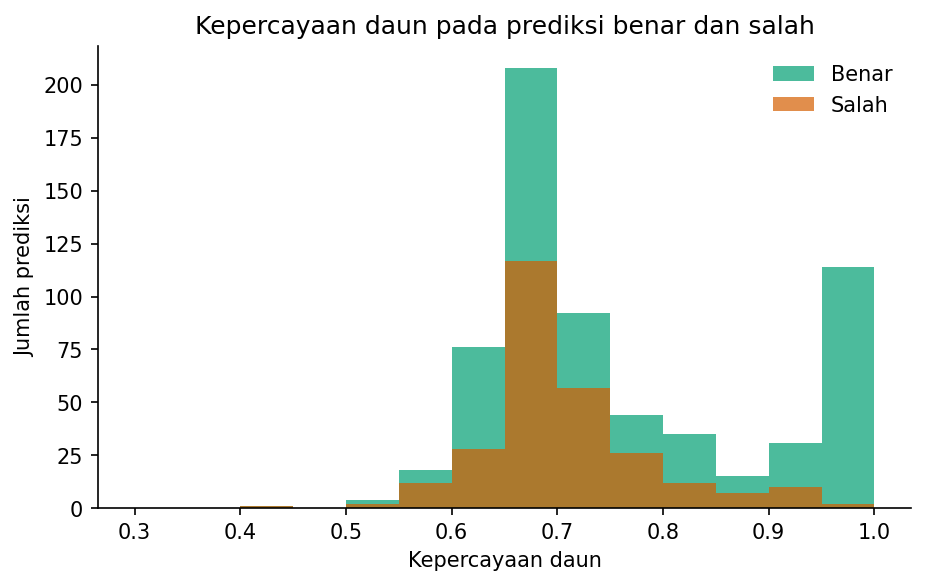 Kepercayaan daun pada prediksi benar dan salah
Benar
Salah
Jumlah prediksi
200
175
150
125
100
75
50
25
0
0.3 0.4 0.5 0.6 0.7 0.8 0.9 1.0
Kepercayaan daun